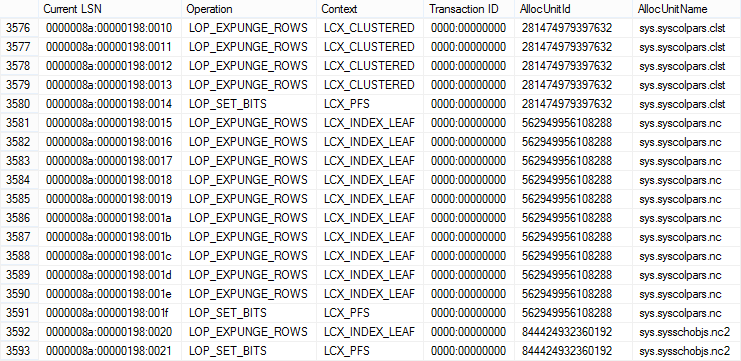 Current LSN Operation Context Transaction ID AllocUnitId AllocUnitName
3576 0000008a:00000198:0010 LOP_EXPUNGE_ROWS LCX_CLUSTERED 0000:00000000 281474979397632 sys.syscolpars.clst
3577 0000008a:00000198:0011 LOP_EXPUNGE_ROWS LCX_CLUSTERED 0000:00000000 281474979397632 sys.syscolpars.clst
3578 0000008a:00000198:0012 LOP_EXPUNGE_ROWS LCX_CLUSTERED 0000:00000000 281474979397632 sys.syscolpars.clst
3579 0000008a:00000198:0013 LOP_EXPUNGE_ROWS LCX_CLUSTERED 0000:00000000 281474979397632 sys.syscolpars.clst
3580 0000008a:00000198:0014 LOP_SET_BITS LCX_PFS 0000:00000000 281474979397632 sys.syscolpars.clst
3581 0000008a:00000198:0015 LOP_EXPUNGE_ROWS LCX_INDEX_LEAF 0000:00000000 562949956108288 sys.syscolpars.nc
3582 0000008a:00000198:0016 LOP_EXPUNGE_ROWS LCX_INDEX_LEAF 0000:00000000 562949956108288 sys.syscolpars.nc
3583 0000008a:00000198:0017 LOP_EXPUNGE_ROWS LCX_INDEX_LEAF 0000:00000000 562949956108288 sys.syscolpars.nc
3584 0000008a:00000198:0018 LOP_EXPUNGE_ROWS LCX_INDEX_LEAF 0000:00000000 562949956108288 sys.syscolpars.nc
3585 0000008a:00000198:0019 LOP_EXPUNGE_ROWS LCX_INDEX_LEAF 0000:00000000 562949956108288 sys.syscolpars.nc
3586 0000008a:00000198:001a LOP_EXPUNGE_ROWS LCX_INDEX_LEAF 0000:00000000 562949956108288 sys.syscolpars.nc
3587 0000008a:00000198:001b LOP_EXPUNGE_ROWS LCX_INDEX_LEAF 0000:00000000 562949956108288 sys.syscolpars.nc
3588 0000008a:00000198:001c LOP_EXPUNGE_ROWS LCX_INDEX_LEAF 0000:00000000 562949956108288 sys.syscolpars.nc
3589 0000008a:00000198:001d LOP_EXPUNGE_ROWS LCX_INDEX_LEAF 0000:00000000 562949956108288 sys.syscolpars.nc
3590 0000008a:00000198:001e LOP_EXPUNGE_ROWS LCX_INDEX_LEAF 0000:00000000 562949956108288 sys.syscolpars.nc
3591 0000008a:00000198:001f LOP_SET_BITS LCX_PFS 0000:00000000 562949956108288 sys.syscolpars.nc
3592 0000008a:00000198:0020 LOP_EXPUNGE_ROWS LCX_INDEX_LEAF 0000:00000000 844424932360192 sys.sysschobjs.nc2
3593 0000008a:00000198:0021 LOP_SET_BITS LCX_PFS 0000:00000000 844424932360192 sys.sysschobjs.nc2